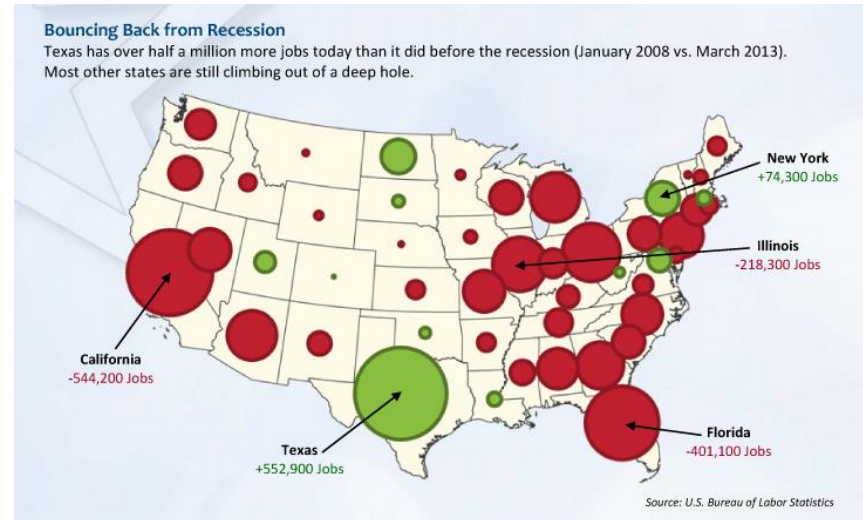 Bouncing Back from Recession
Texas has over half a million more jobs today than it did before the recession (January 2008 vs. March 2013).
Most other states are still climbing out of a deep hole.
New York
+74,300 Jobs
Illinois
-218,300 Jobs
California
-544,200 Jobs
Texas
+552,900 Jobs
Florida
-401,100 Jobs
Source: U.S. Bureau of Labor Statistics